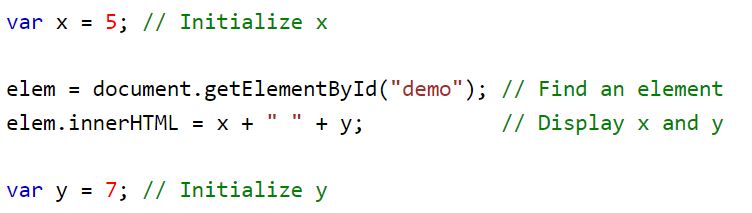 var x = 5; // Initialize x
elem = document.getElementById("demo"); // Find an element
elem.innerHTML = x + " " + y;           // Display x and y
var y = 7; // Initialize y